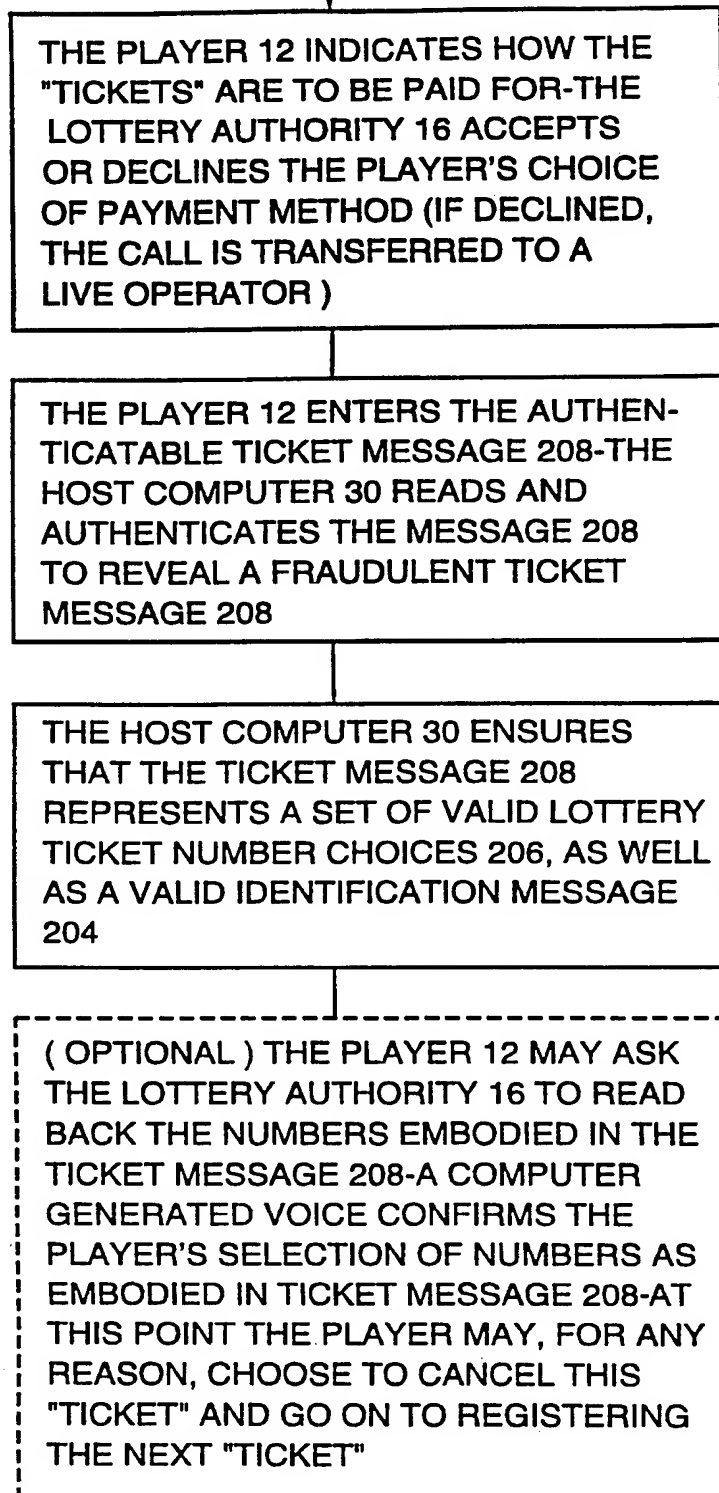 THE PLAYER 12 INDICATES HOW THE
"TICKETS" ARE TO BE PAID FOR-THE
LOTTERY AUTHORITY 16 ACCEPTS
OR DECLINES THE PLAYER'S CHOICE
OF PAYMENT METHOD (IF DECLINED,
THE CALL IS TRANSFERRED TO A
LIVE OPERATOR )
THE PLAYER 12 ENTERS THE AUTHEN-
TICATABLE TICKET MESSAGE 208-THE
HOST COMPUTER 30 READS AND
AUTHENTICATES THE MESSAGE 208
TO REVEAL A FRAUDULENT TICKET
MESSAGE 208
THE HOST COMPUTER 30 ENSURES
THAT THE TICKET MESSAGE 208
REPRESENTS A SET OF VALID LOTTERY
TICKET NUMBER CHOICES 206, AS WELL
AS A VALID IDENTIFICATION MESSAGE
204
( OPTIONAL ) THE PLAYER 12 MAY ASK
THE LOTTERY AUTHORITY 16 TO READ
BACK THE NUMBERS EMBODIED IN THE
TICKET MESSAGE 208-A COMPUTER
GENERATED VOICE CONFIRMS THE
PLAYER'S SELECTION OF NUMBERS AS
EMBODIED IN TICKET MESSAGE 208-AT
THIS POINT THE PLAYER MAY, FOR ANY
REASON, CHOOSE TO CANCEL THIS
"TICKET" AND GO ON TO REGISTERING
THE NEXT "TICKET"